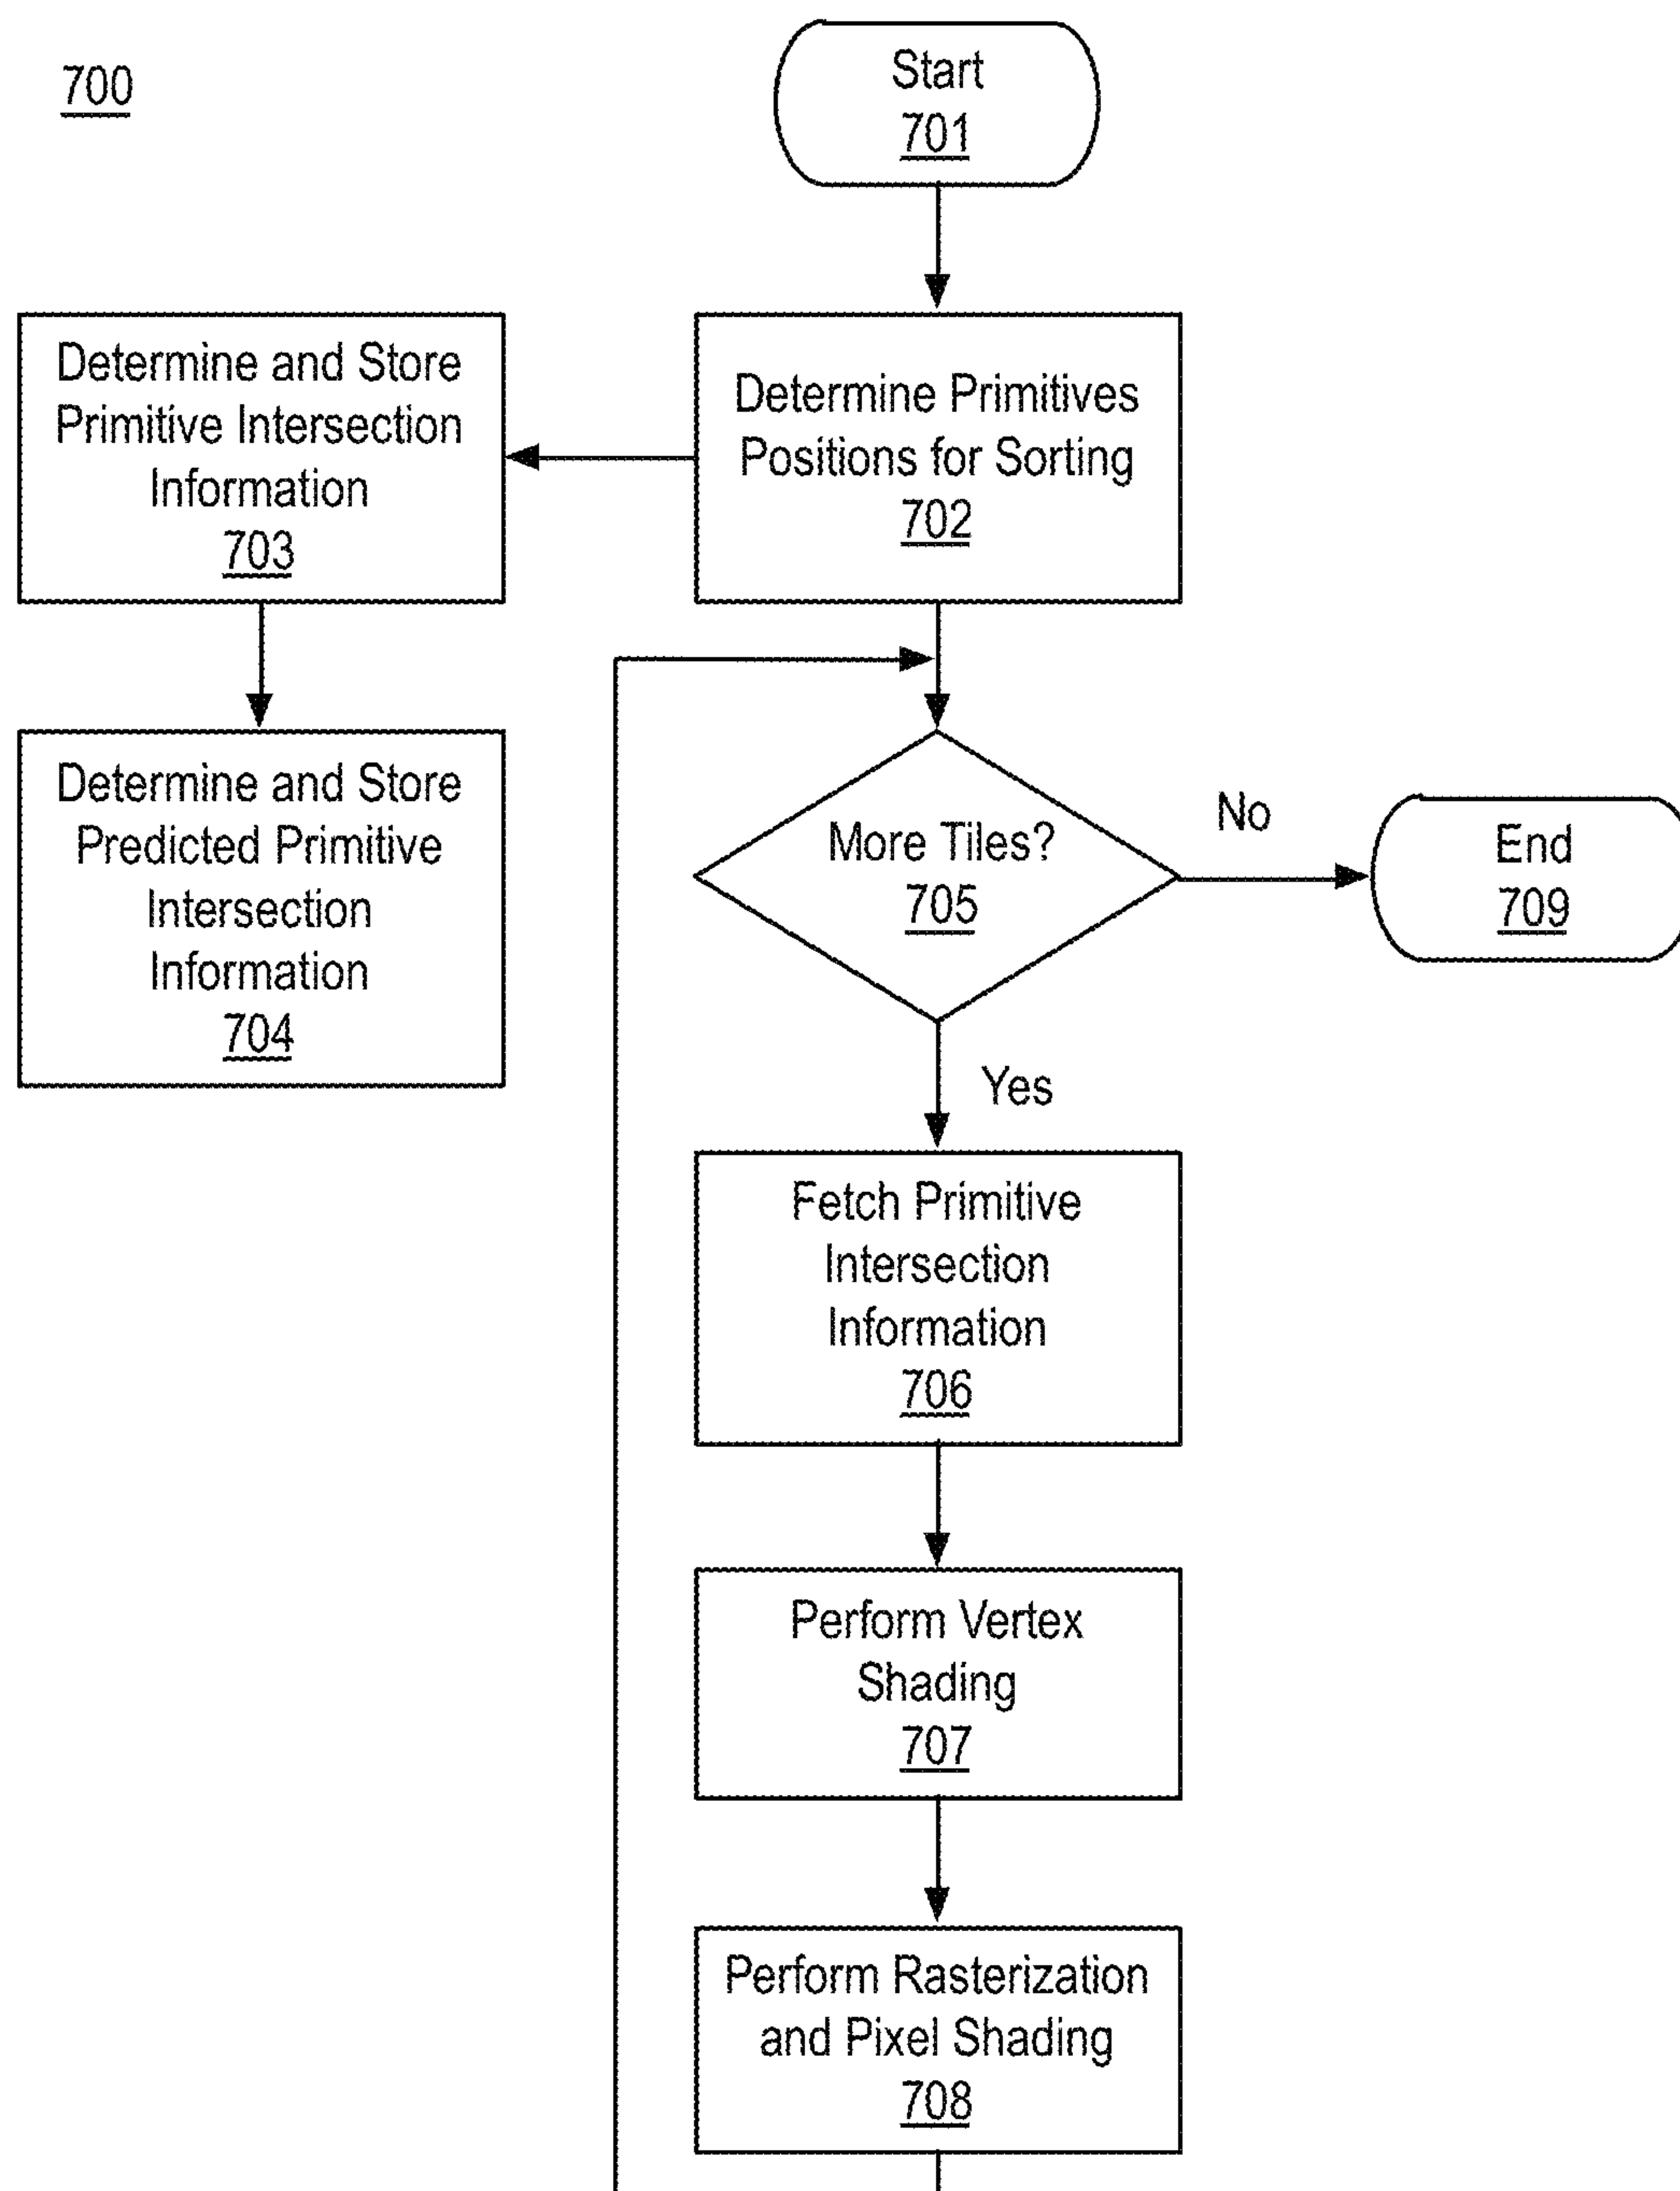 700
Start
701
Determine Primitives
Positions for Sorting
702
Determine and Store
Primitive Intersection
Information
703
Determine and Store
Predicted Primitive
Intersection
Information
704
More Tiles?
705
No
End
709
Yes
Fetch Primitive
Intersection
Information
706
Perform Vertex
Shading
707
Perform Rasterization
and Pixel Shading
708